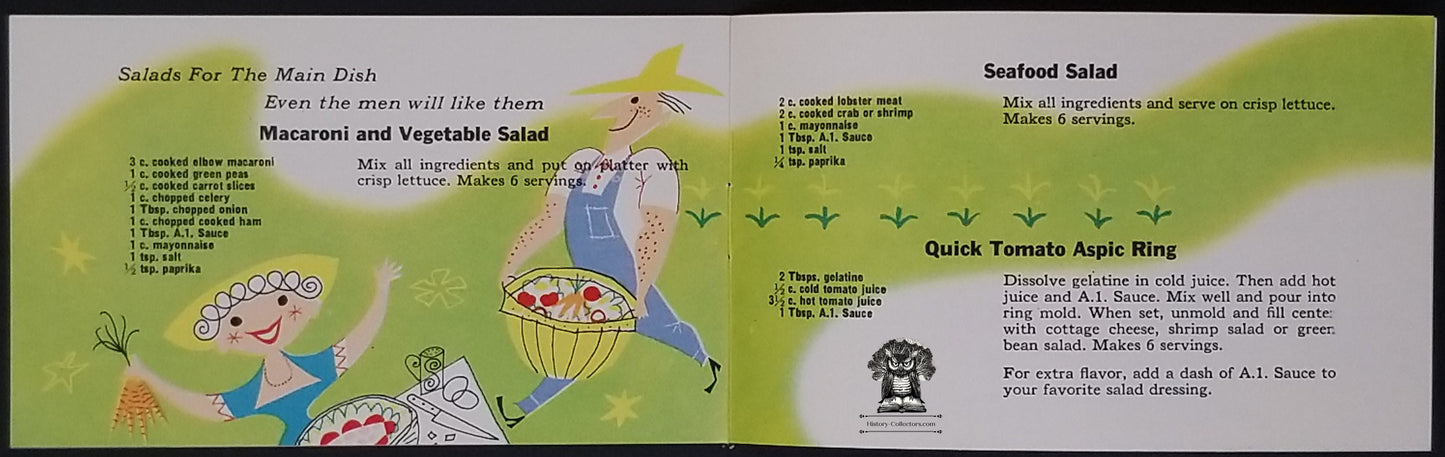 Salads For The Main Dish
Even the men will like them
Macaroni and Vegetable Salad
3 c. cooked elbow macaroni
1 c. cooked green peas
½ c. cooked carrot slices
1 c. chopped celery
1 Tbsp. chopped onion
1 c. chopped cooked ham
1 Tbsp. A.1. Sauce
1 c. mayonnaise
1 tsp. salt
½ tsp. paprika
Mix all ingredients and put on platter with
crisp lettuce. Makes 6 servings.
Seafood Salad
2 c. cooked lobster meat
2 c. cooked crab or shrimp
1 c. mayonnaise
1 Tbsp. A.1. Sauce
1 tsp. salt
¼ tsp. paprika
Mix all ingredients and serve on crisp lettuce.
Makes 6 servings.
Quick Tomato Aspic Ring
2 Tbsps. gelatine
½ c. cold tomato juice
3½ c. hot tomato juice
1 Tbsp. A.1. Sauce
Dissolve gelatine in cold juice. Then add hot
juice and A.1. Sauce. Mix well and pour into
ring mold. When set, unmold and fill center
with cottage cheese, shrimp salad or green
bean salad. Makes 6 servings.
For extra flavor, add a dash of A.1. Sauce to
your favorite salad dressing.
History-Collectors.com